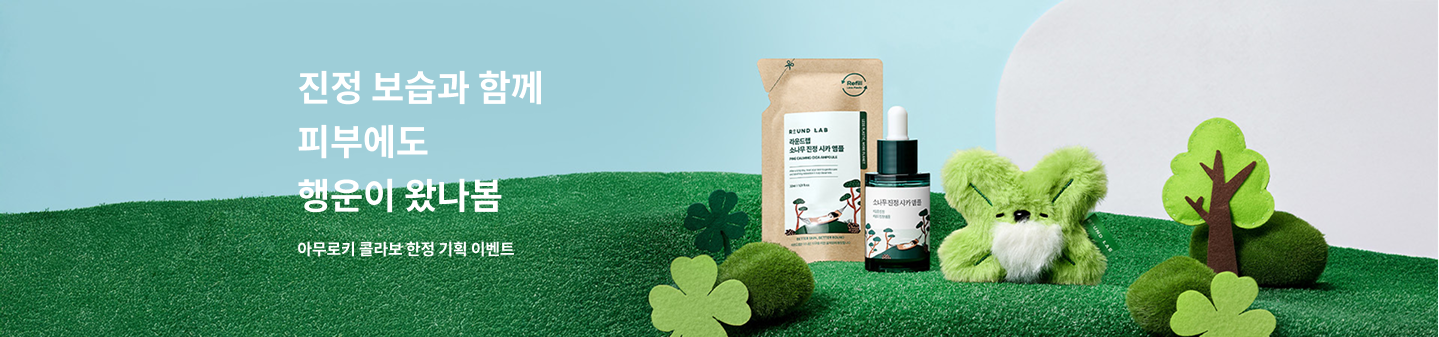 진정 보습과 함께
피부에도
행운이 왔나봄
아무로키 콜라보 한정 기획 이벤트
Refill
ROUND LAB
라운드랩
소나무 진정 시카 앰플
PINE CALMING CICA AMPOULE
소나무 진정 시카 앰플
UND LAB